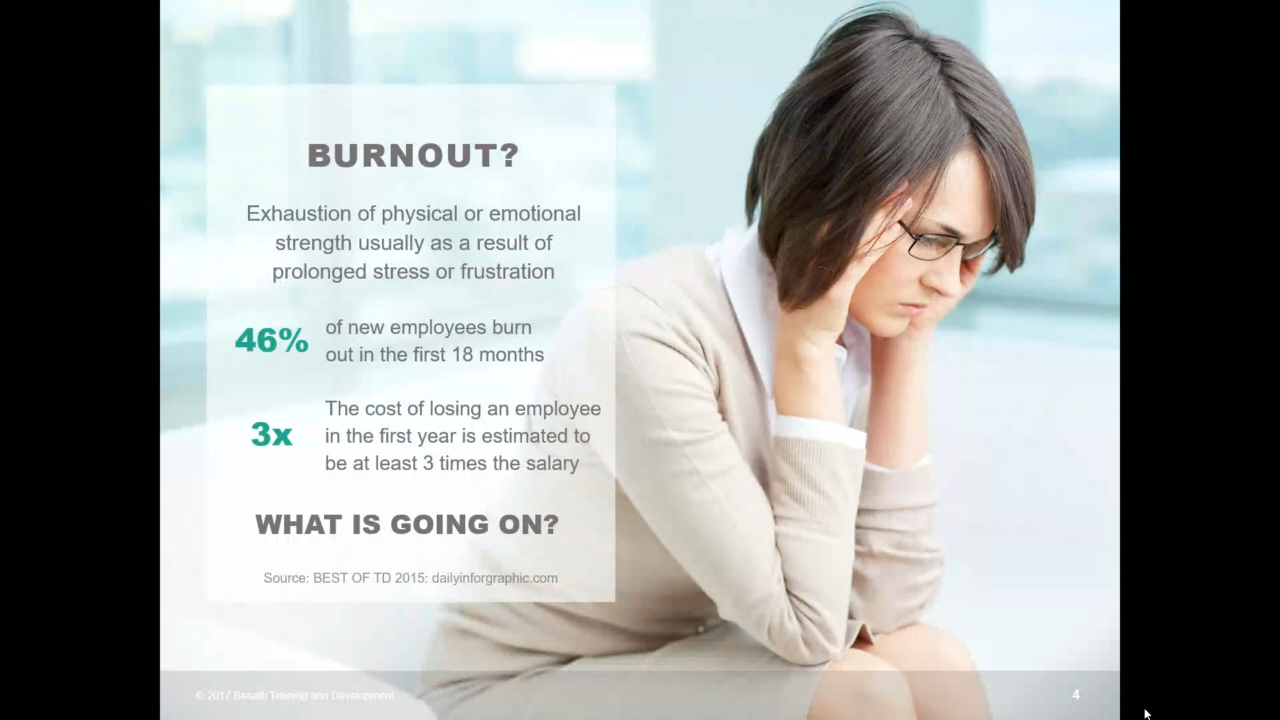 BURNOUT?
Exhaustion of physical or emotional
strength usually as a result of
prolonged stress or frustration
46%
of new employees burn
out in the first 18 months
3x
The cost of losing an employee
in the first year is estimated to
be at least 3 times the salary
WHAT IS GOING ON?
Source: BEST OF TD 2015: dailyinforgraphic.com
© 2017 Training and Development
4